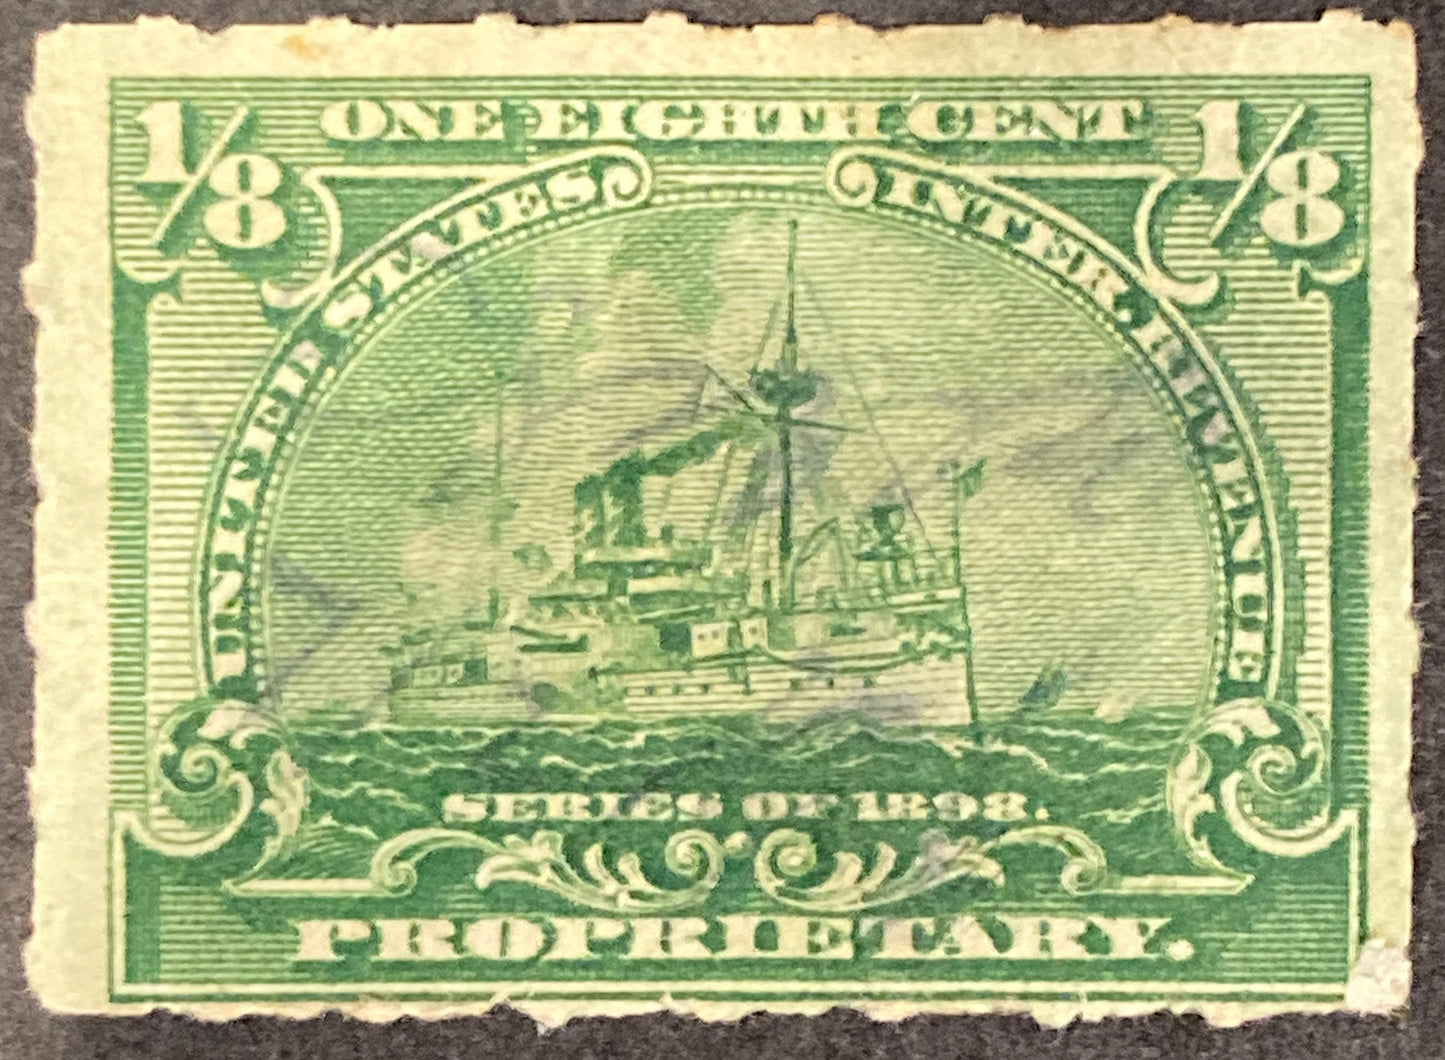 1/8 ONE EIGHTH CENT 1/8
UNITED STATES INTER. REVENUE
SERIES OF 1898.
PROPRIETARY.